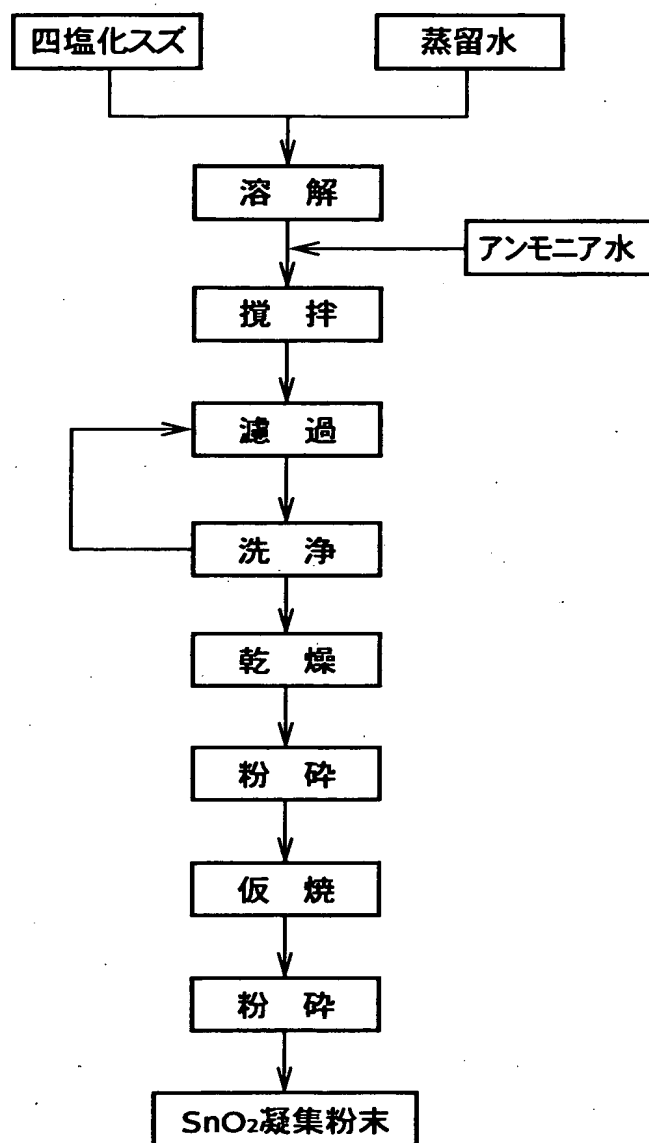 四塩化スズ
蒸留水
溶 解
アンモニア水
攪 拌
濾 過
洗 浄
乾 燥
粉 砕
仮 焼
粉 砕
SnO₂凝集粉末